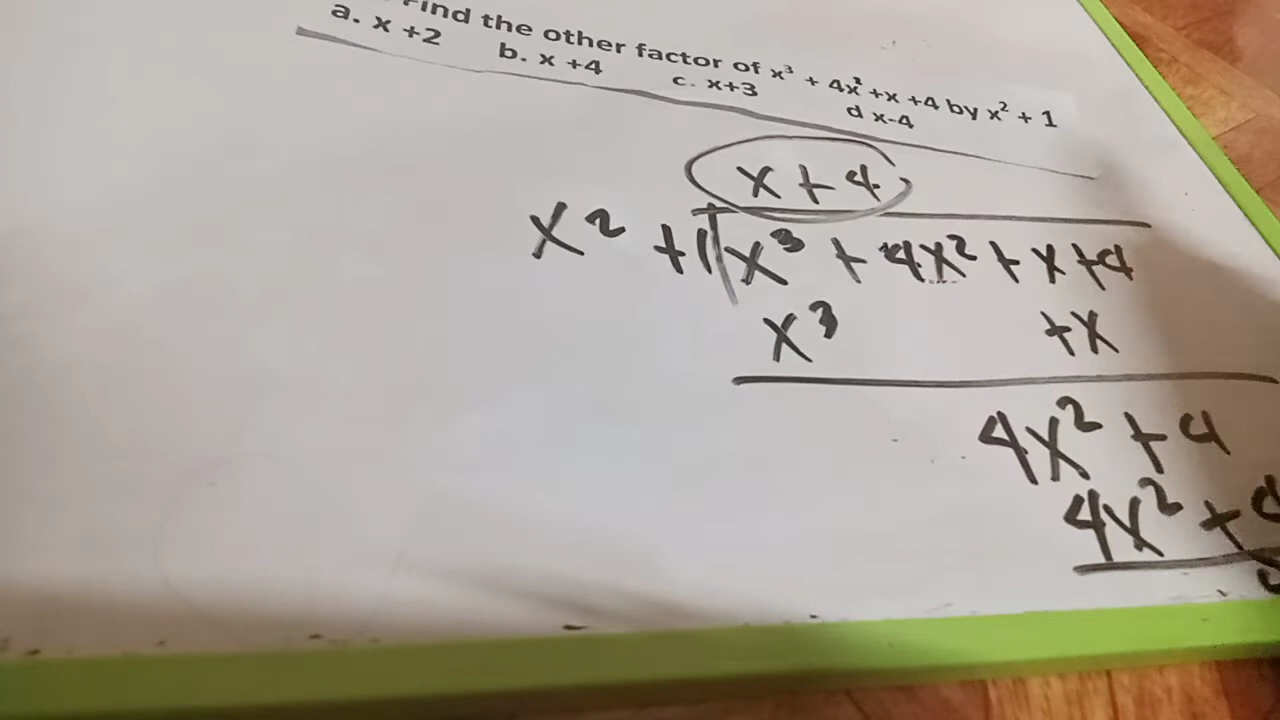 Find the other factor of x³ + 4x² +x +4 by x² + 1
a. x +2 b. x +4 c. x+3 d x-4
x + 4
x² + 1 x³ + 4x² + x + 4
x³ + x
4x² + 4
4x² + 4